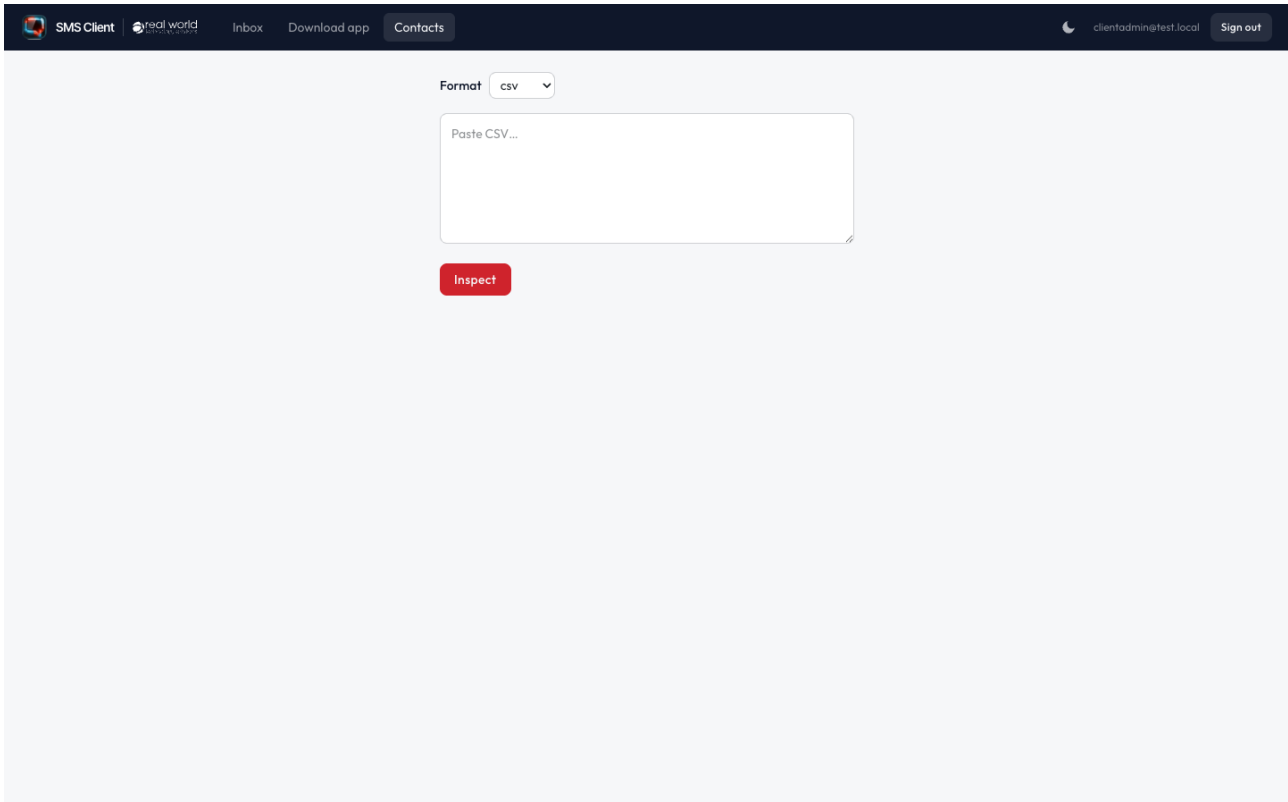 SMS Client real world Inbox Download app Contacts clientadmin@test.local Sign out
Format csv
Paste CSV...
Inspect